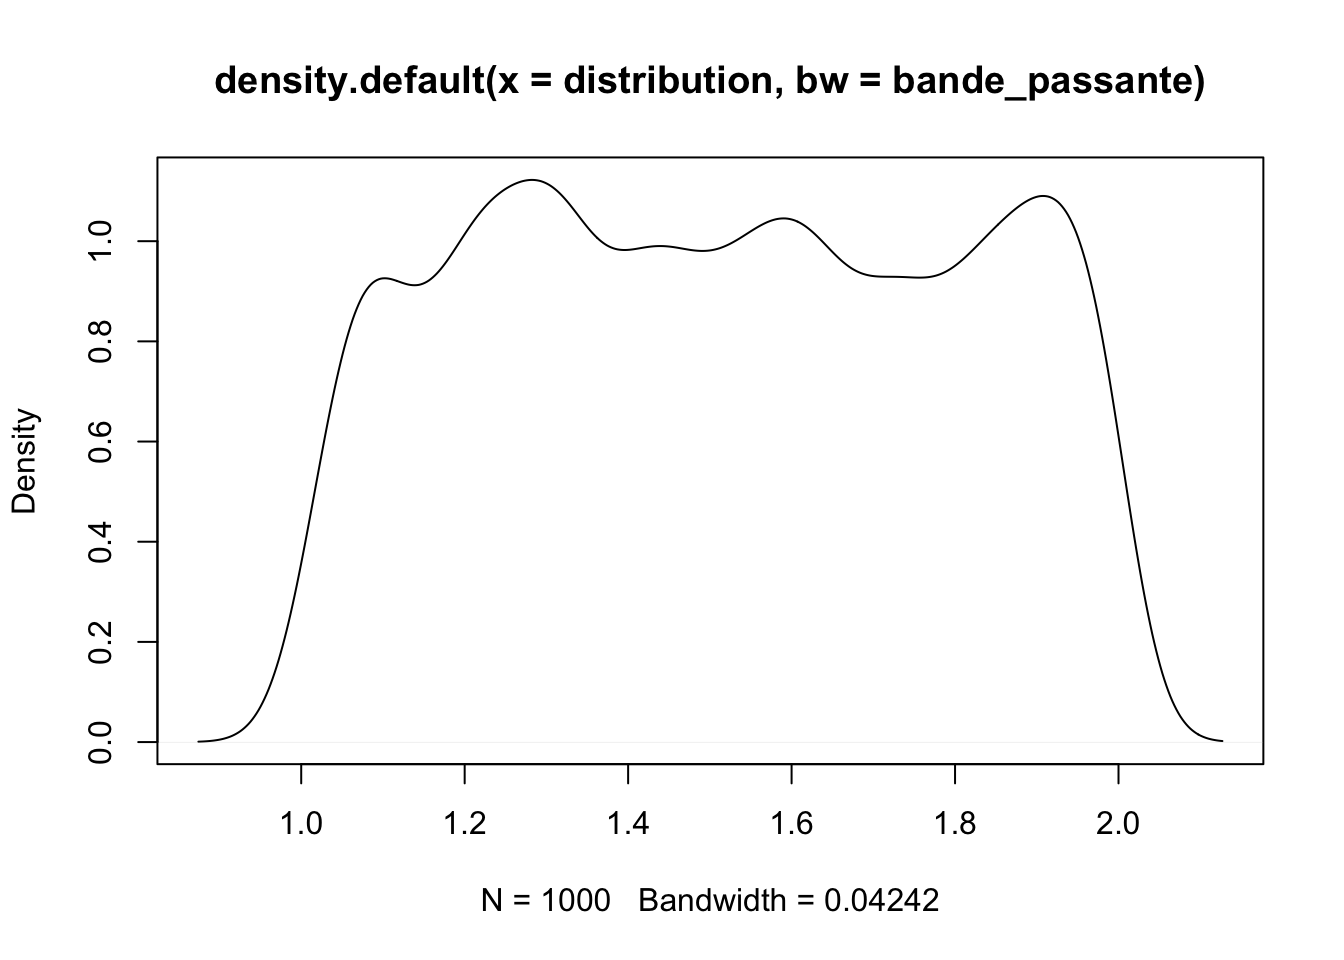 density.default(x = distribution, bw = bande_passante)
Density
1.0
0.8
0.6
0.4
0.2
0.0
1.0 1.2 1.4 1.6 1.8 2.0
N = 1000 Bandwidth = 0.04242